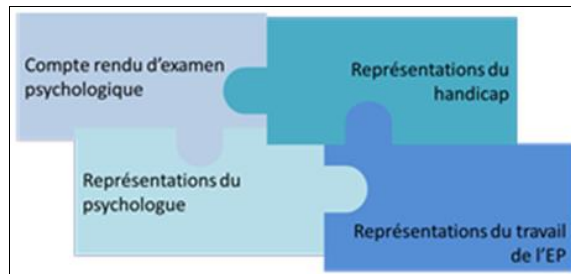 Compte rendu d’examen
psychologique
Représentations du
handicap
Représentations du
psychologue
Représentations du travail
de l’EP